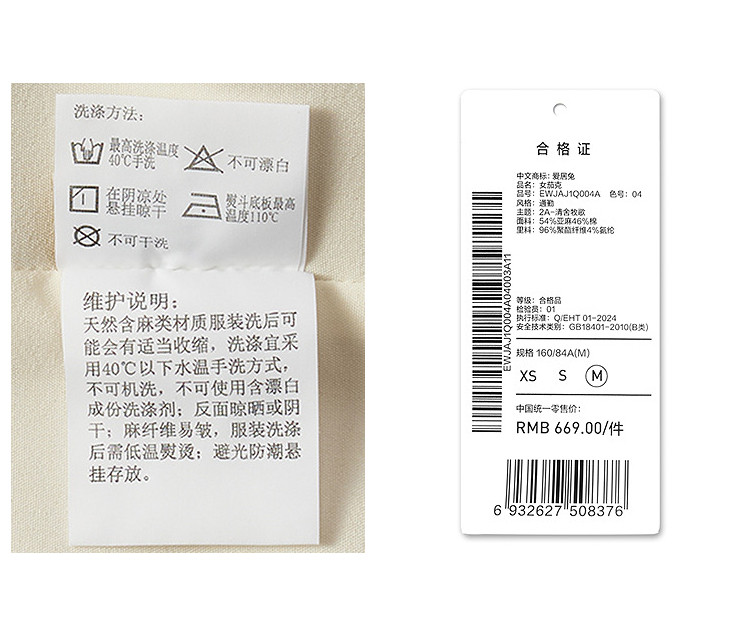 洗涤方法：
最高洗涤温度
40℃手洗
不可漂白
在阴凉处
悬挂晾干
熨斗底板最高
温度110℃
不可干洗
维护说明：
天然含麻类材质服装洗后可
能会有适当收缩，洗涤宜采
用40℃以下水温手洗方式，
不可机洗，不可使用含漂白
成份洗涤剂；反面晾晒或阴
干；麻纤维易皱，服装洗涤
后需低温熨烫；避光防潮悬
挂存放。
合格证
中文商标：爱居兔
品名：女茄克
品号：EWJAJ1Q004A 色号：04
风格：通勤
主题：2A-清舍牧歌
面料：54%亚麻46%棉
里料：96%聚酯纤维4%氨纶
EWJAJ1Q004A04003A11
等级：合格品
检验员：01
执行标准：Q/EHT 01-2024
安全技术类别：GB18401-2010(B类)
规格 160/84A(M)
XS S M
中国统一零售价：
RMB 669.00/件
6 932627 508376